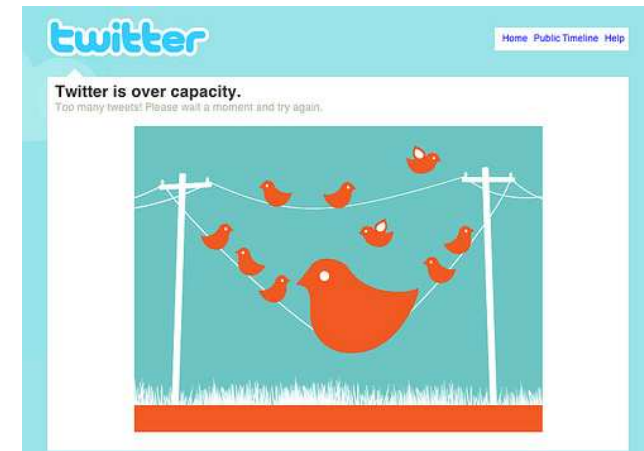 twitter
Home Public Timeline Help
Twitter is over capacity.
Too many tweets! Please wait a moment and try again.